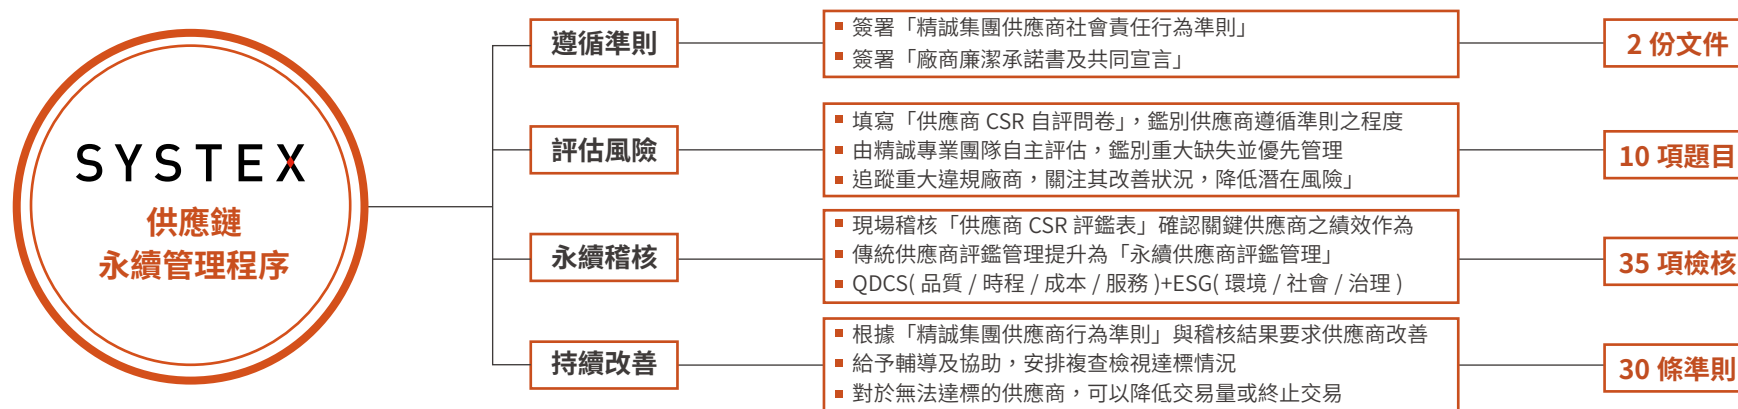 SYSTEX
供應鏈
永續管理程序
遵循準則
簽署「精誠集團供應商社會責任行為準則」
簽署「廠商廉潔承諾書及共同宣言」
2 份文件
評估風險
填寫「供應商 CSR 自評問卷」，鑑別供應商遵循準則之程度
由精誠專業團隊自主評估，鑑別重大缺失並優先管理
追蹤重大違規廠商，關注其改善狀況，降低潛在風險」
10 項題目
永續稽核
現場稽核「供應商 CSR 評鑑表」確認關鍵供應商之績效作為
傳統供應商評鑑管理提升為「永續供應商評鑑管理」
QDCS( 品質 / 時程 / 成本 / 服務 )+ESG( 環境 / 社會 / 治理 )
35 項檢核
持續改善
根據「精誠集團供應商行為準則」與稽核結果要求供應商改善
給予輔導及協助，安排複查檢視達標情況
對於無法達標的供應商，可以降低交易量或終止交易
30 條準則